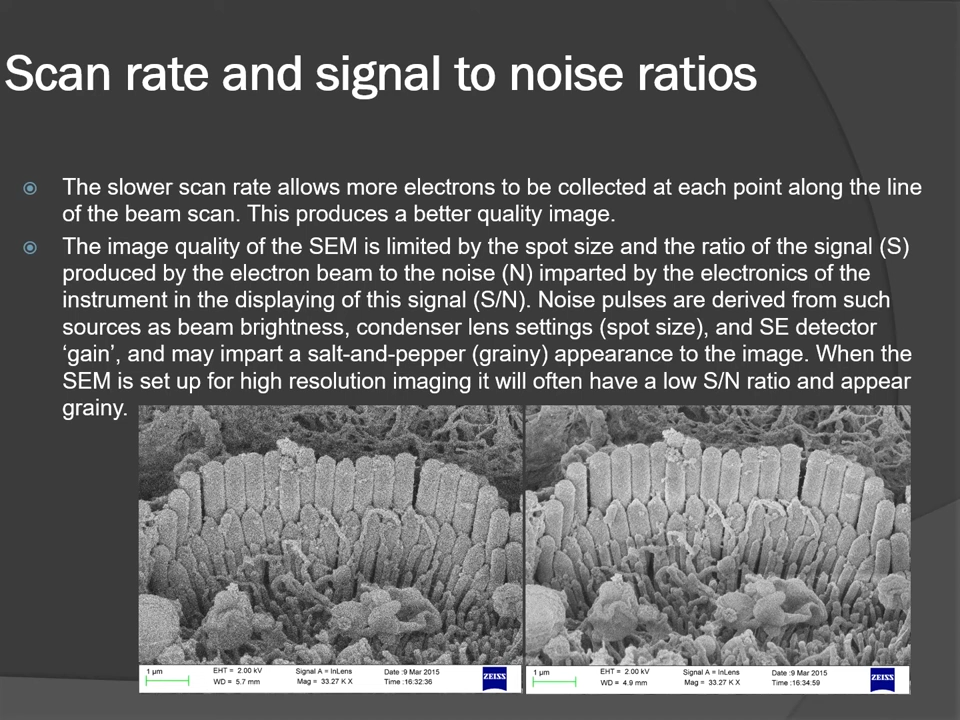 Scan rate and signal to noise ratios
The slower scan rate allows more electrons to be collected at each point along the line
of the beam scan. This produces a better quality image.
The image quality of the SEM is limited by the spot size and the ratio of the signal (S)
produced by the electron beam to the noise (N) imparted by the electronics of the
instrument in the displaying of this signal (S/N). Noise pulses are derived from such
sources as beam brightness, condenser lens settings (spot size), and SE detector
‘gain’, and may impart a salt-and-pepper (grainy) appearance to the image. When the
SEM is set up for high resolution imaging it will often have a low S/N ratio and appear
grainy.
1 µm EHT = 2.00 kV Signal A = InLens Date :9 Mar 2015 ZEISS
WD = 5.7 mm Mag = 33.27 K X Time :16:32:36
1 µm EHT = 2.00 kV Signal A = InLens Date :9 Mar 2015 ZEISS
WD = 4.9 mm Mag = 33.27 K X Time :16:34:59